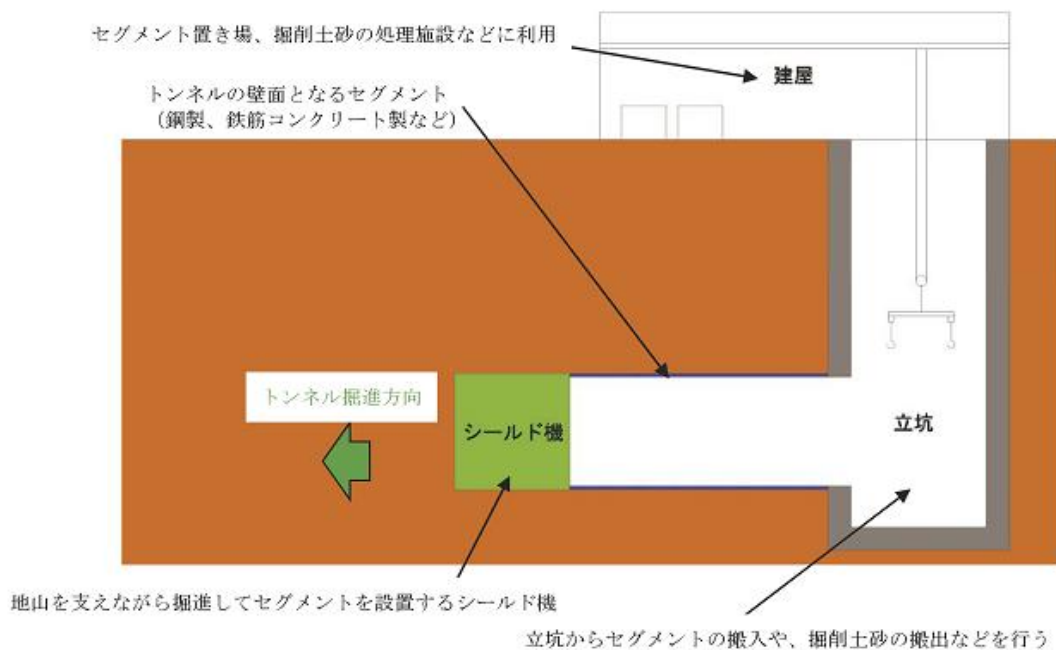 セグメント置き場、掘削土砂の処理施設などに利用
建屋
トンネルの壁面となるセグメント
（鋼製、鉄筋コンクリート製など）
トンネル掘進方向
シールド機
立坑
地山を支えながら掘進してセグメントを設置するシールド機
立坑からセグメントの搬入や、掘削土砂の搬出などを行う